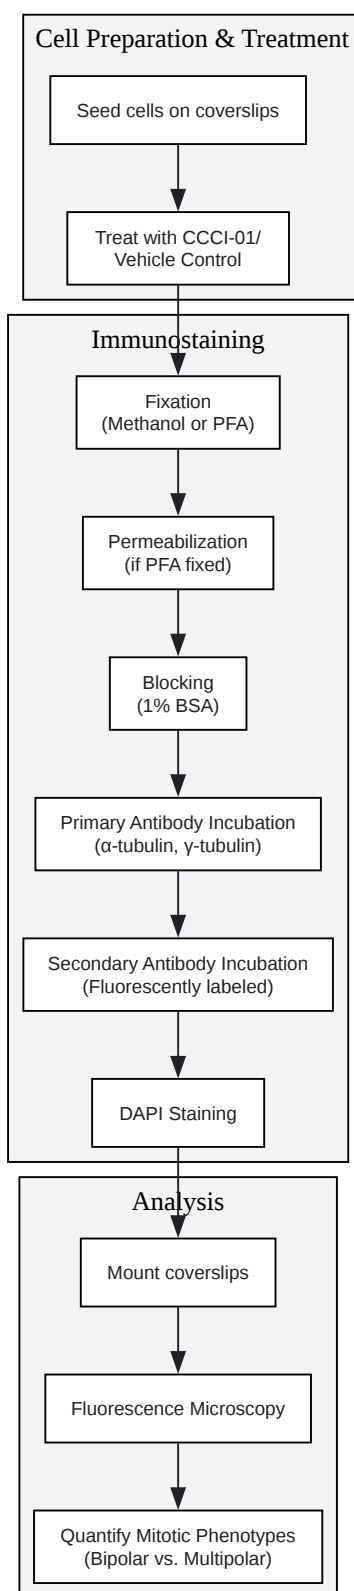 Cell Preparation & Treatment
Seed cells on coverslips
Treat with CCCI-01/
Vehicle Control
Immunostaining
Fixation
(Methanol or PFA)
Permeabilization
(if PFA fixed)
Blocking
(1% BSA)
Primary Antibody Incubation
(α-tubulin, γ-tubulin)
Secondary Antibody Incubation
(Fluorescently labeled)
DAPI Staining
Analysis
Mount coverslips
Fluorescence Microscopy
Quantify Mitotic Phenotypes
(Bipolar vs. Multipolar)